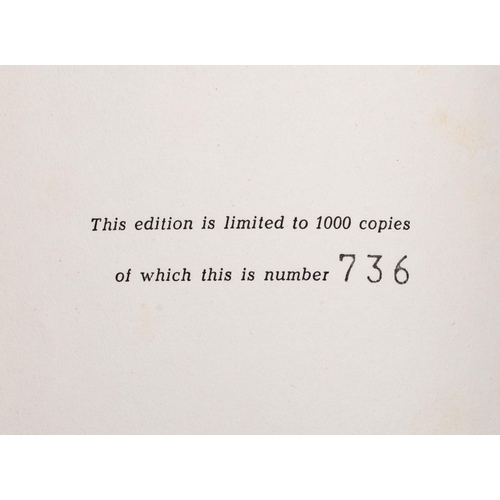 This edition is limited to 1000 copies
of which this is number 736